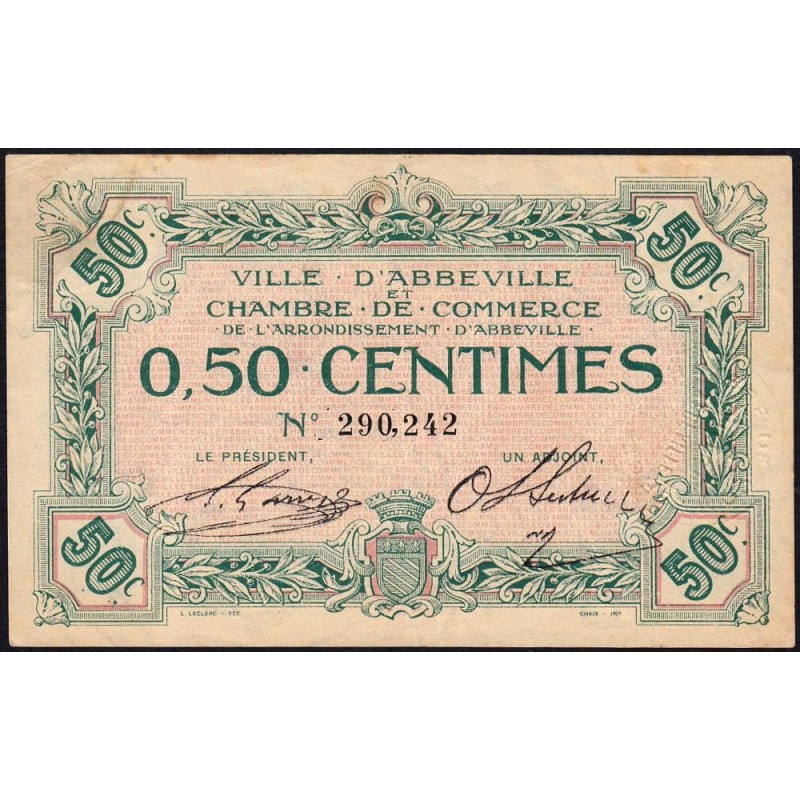 50c.
50c.
VILLE · D'ABBEVILLE
ET
CHAMBRE · DE · COMMERCE
· DE · L'ARRONDISSEMENT · D'ABBEVILLE ·
0,50 · CENTIMES
N° 290,242
LE PRÉSIDENT, UN ADJOINT,
50c
50c
L. LECLERC - FEC. CHAIX - IMP.